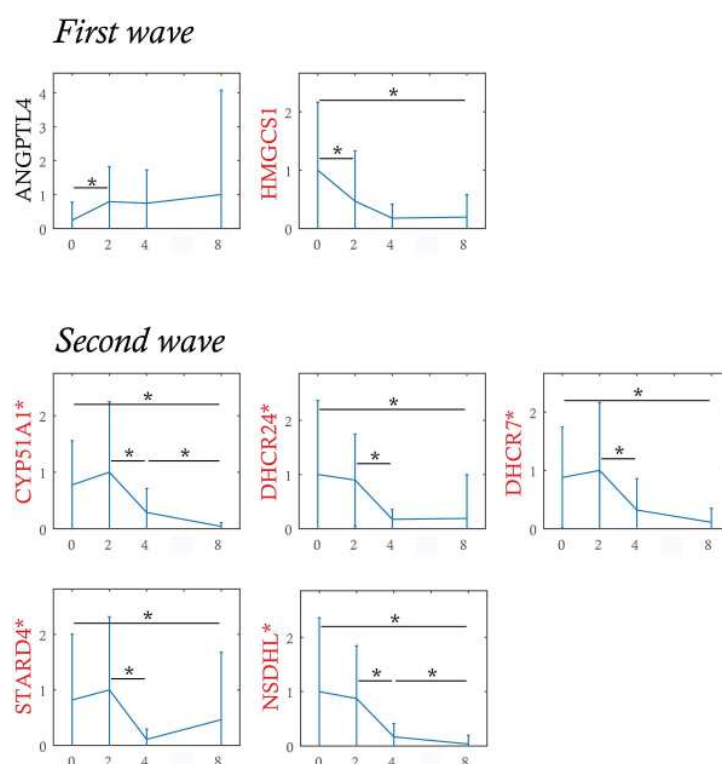 First wave
ANGPTL4
4
3
2
1
0
*
0 2 4 8
HMGCS1
2
1
0
*
*
0 2 4 8
Second wave
CYP51A1*
2
1
0
*
* *
0 2 4 8
DHCR24*
2
1
0
*
*
0 2 4 8
DHCR7*
2
1
0
*
*
0 2 4 8
STARD4*
2
1
0
*
*
0 2 4 8
NSDHL*
2
1
0
*
* *
0 2 4 8